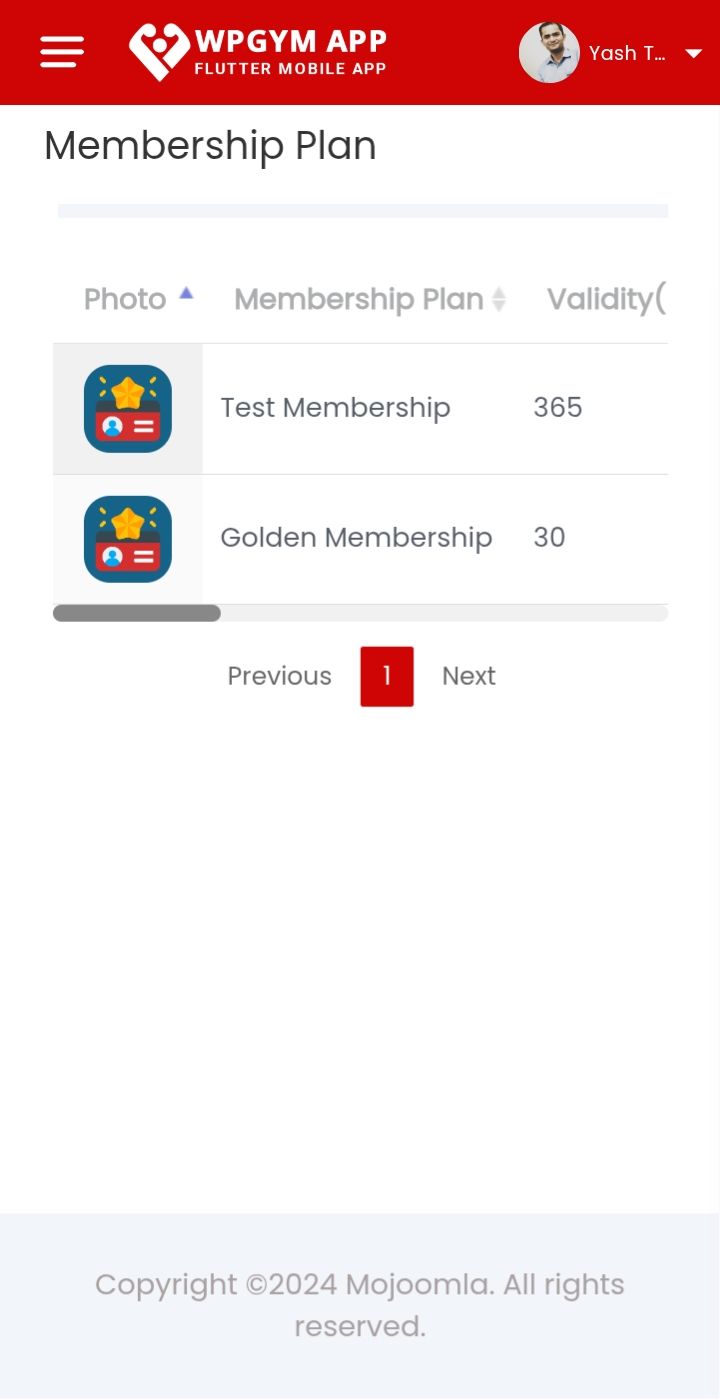 WPGYM APP
FLUTTER MOBILE APP
Yash T...
Membership Plan
Photo Membership Plan Validity(
Test Membership 365
Golden Membership 30
Previous 1 Next
Copyright ©2024 Mojoomla. All rights
reserved.